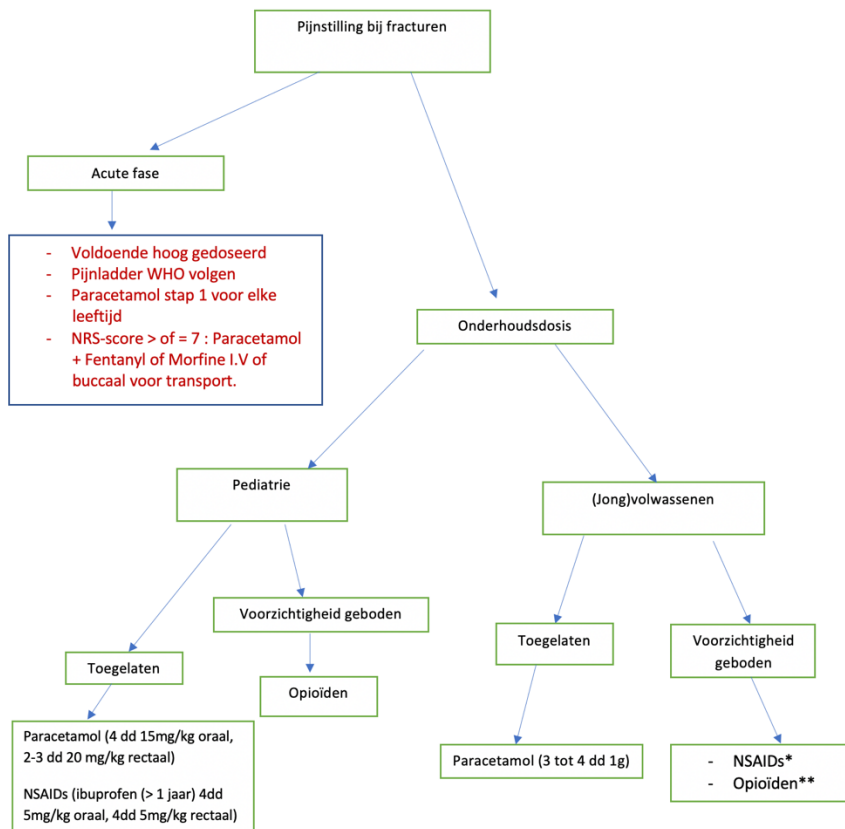 Pijnstilling bij fracturen
Acute fase
- Voldoende hoog gedoseerd
- Pijnladder WHO volgen
- Paracetamol stap 1 voor elke
leeftijd
- NRS-score > of = 7 : Paracetamol
+ Fentanyl of Morfine I.V of
buccaal voor transport.
Onderhoudsdosis
Pediatrie
(Jong)volwassenen
Voorzichtigheid geboden
Toegelaten
Opioïden
Paracetamol (4 dd 15mg/kg oraal,
2-3 dd 20 mg/kg rectaal)
NSAIDs (ibuprofen (> 1 jaar) 4dd
5mg/kg oraal, 4dd 5mg/kg rectaal)
Toegelaten
Voorzichtigheid
geboden
Paracetamol (3 tot 4 dd 1g)
- NSAIDs*
- Opioïden**